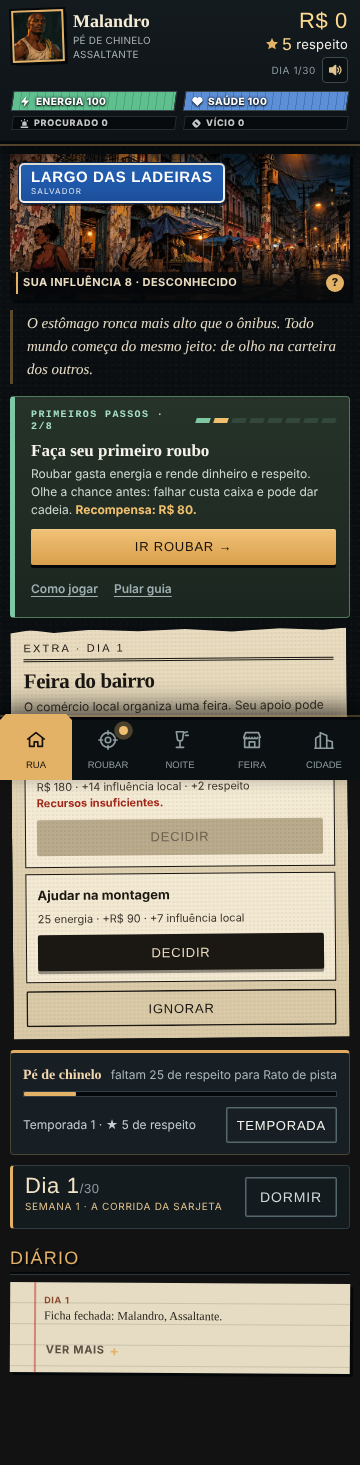 Malandro
PÉ DE CHINELO
ASSALTANTE
R$ 0
★ 5 respeito
DIA 1/30
ENERGIA 100
SAÚDE 100
PROCURADO 0
VÍCIO 0
LARGO DAS LADEIRAS
SALVADOR
SUA INFLUÊNCIA 8 · DESCONHECIDO
?
O estômago ronca mais alto que o ônibus. Todo
mundo começa do mesmo jeito: de olho na carteira
dos outros.
PRIMEIROS PASSOS ·
2/8
Faça seu primeiro roubo
Roubar gasta energia e rende dinheiro e respeito.
Olhe a chance antes: falhar custa caixa e pode dar
cadeia. Recompensa: R$ 80.
IR ROUBAR →
Como jogar
Pular guia
EXTRA · DIA 1
Feira do bairro
O comércio local organiza uma feira. Seu apoio pode
RUA
ROUBAR
NOITE
FEIRA
CIDADE
R$ 180 · +14 influência local · +2 respeito
Recursos insuficientes.
DECIDIR
Ajudar na montagem
25 energia · +R$ 90 · +7 influência local
DECIDIR
IGNORAR
Pé de chinelo
faltam 25 de respeito para Rato de pista
Temporada 1 · ★ 5 de respeito
TEMPORADA
Dia 1/30
SEMANA 1 · A CORRIDA DA SARJETA
DORMIR
DIÁRIO
DIA 1
Ficha fechada: Malandro, Assaltante.
VER MAIS +